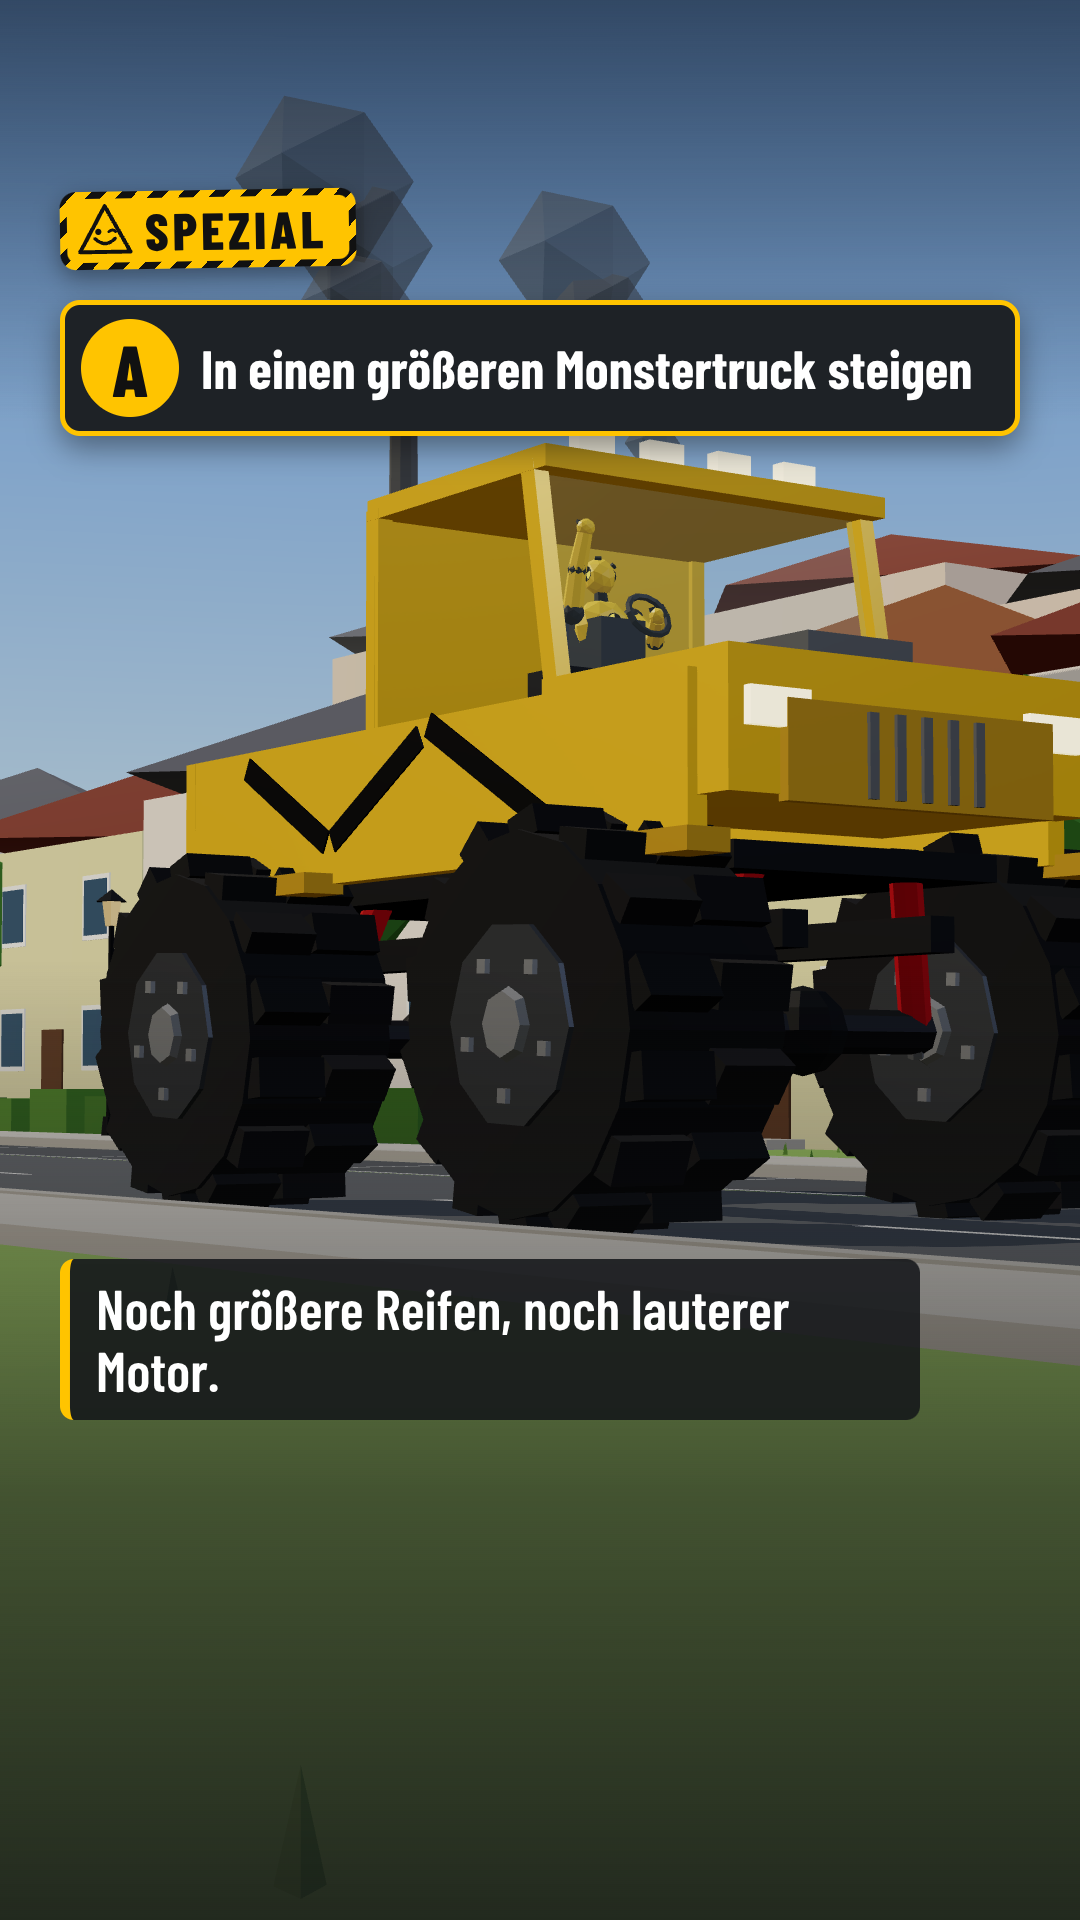 SPEZIAL
A In einen größeren Monstertruck steigen
Noch größere Reifen, noch lauterer
Motor.